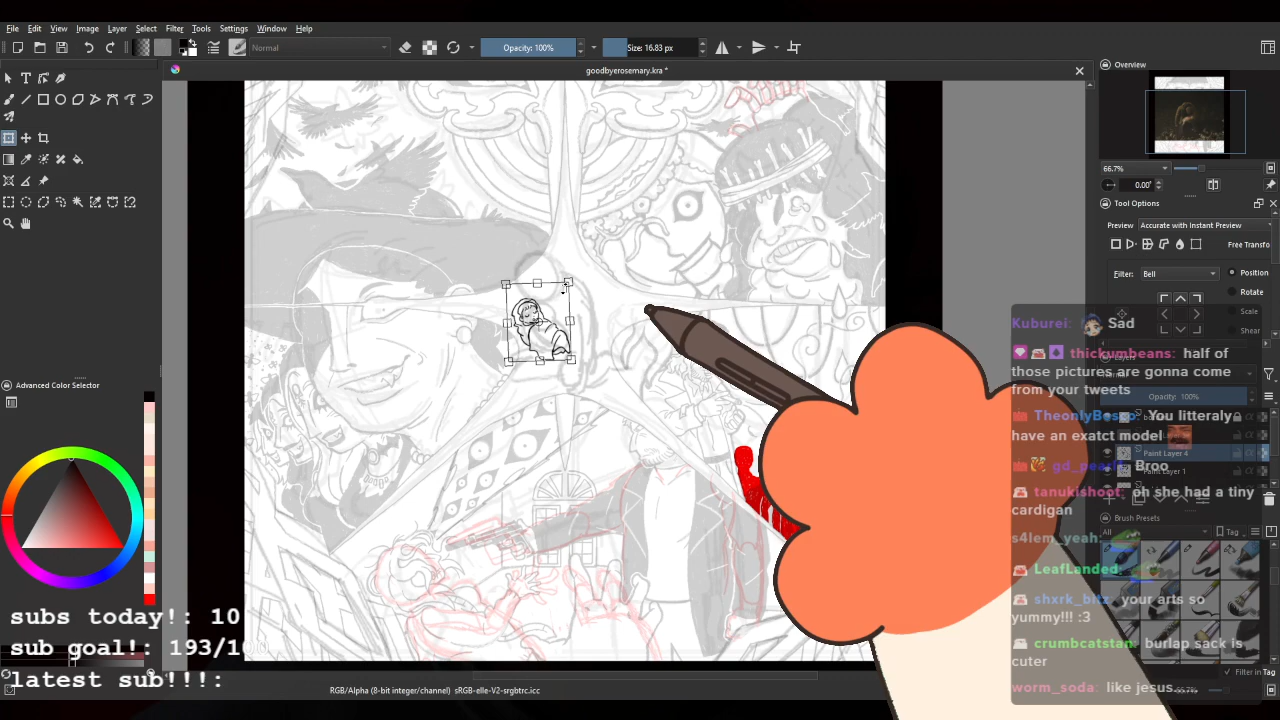 File Edit View Image Layer Select Filter Tools Settings Window Help
Normal
Opacity: 100%
Size: 16.83 px
goodbyerosemary.kra *
Overview
66.7%
0.00°
Tool Options
Preview: Accurate with Instant Preview
Free Transfo
Filter: Bell
Position
Rotate
Scale
Shear
Kuburei: Sad
thickumbeans: half of
those pictures are gonna come
from your tweets
Opacity: 100%
You litteraly
have an exatct model
Paint Layer 4
Broo
Paint Layer 1
tanukishoot: oh she had a tiny
cardigan
Brush Presets
All
Tag
s4lem_yeah:
LeafLanded:
shxrk_bitz: your arts so
yummy!!! :3
crumbcatstan: burlap sack is
cuter
Filter in Tag
worm_soda: like jesus....
Advanced Color Selector
subs today!: 10
sub goal!: 193/10
latest sub!!!:
RGB/Alpha (8-bit integer/channel) sRGB-elle-V2-srgbtrc.icc